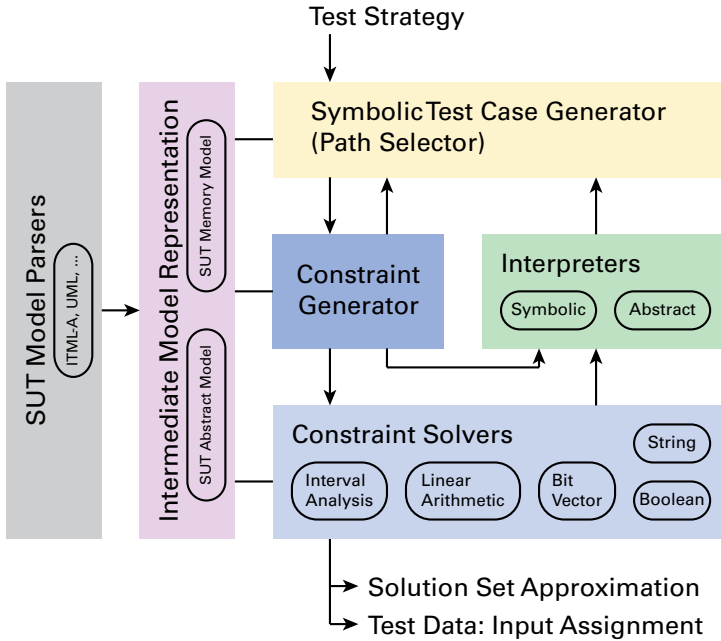 Test Strategy
SUT Model Parsers
ITML-A, UML, ...
Intermediate Model Representation
SUT Memory Model
SUT Abstract Model
Symbolic Test Case Generator
(Path Selector)
Constraint
Generator
Interpreters
Symbolic
Abstract
Constraint Solvers
Interval
Analysis
Linear
Arithmetic
Bit
Vector
String
Boolean
Solution Set Approximation
Test Data: Input Assignment